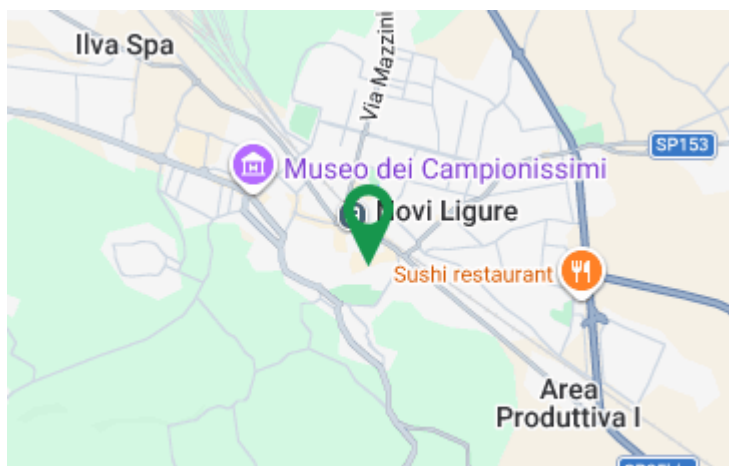 Ilva Spa
Via Mazzini
SP153
Museo dei Campionissimi
Novi Ligure
Sushi restaurant
Area
Produttiva I